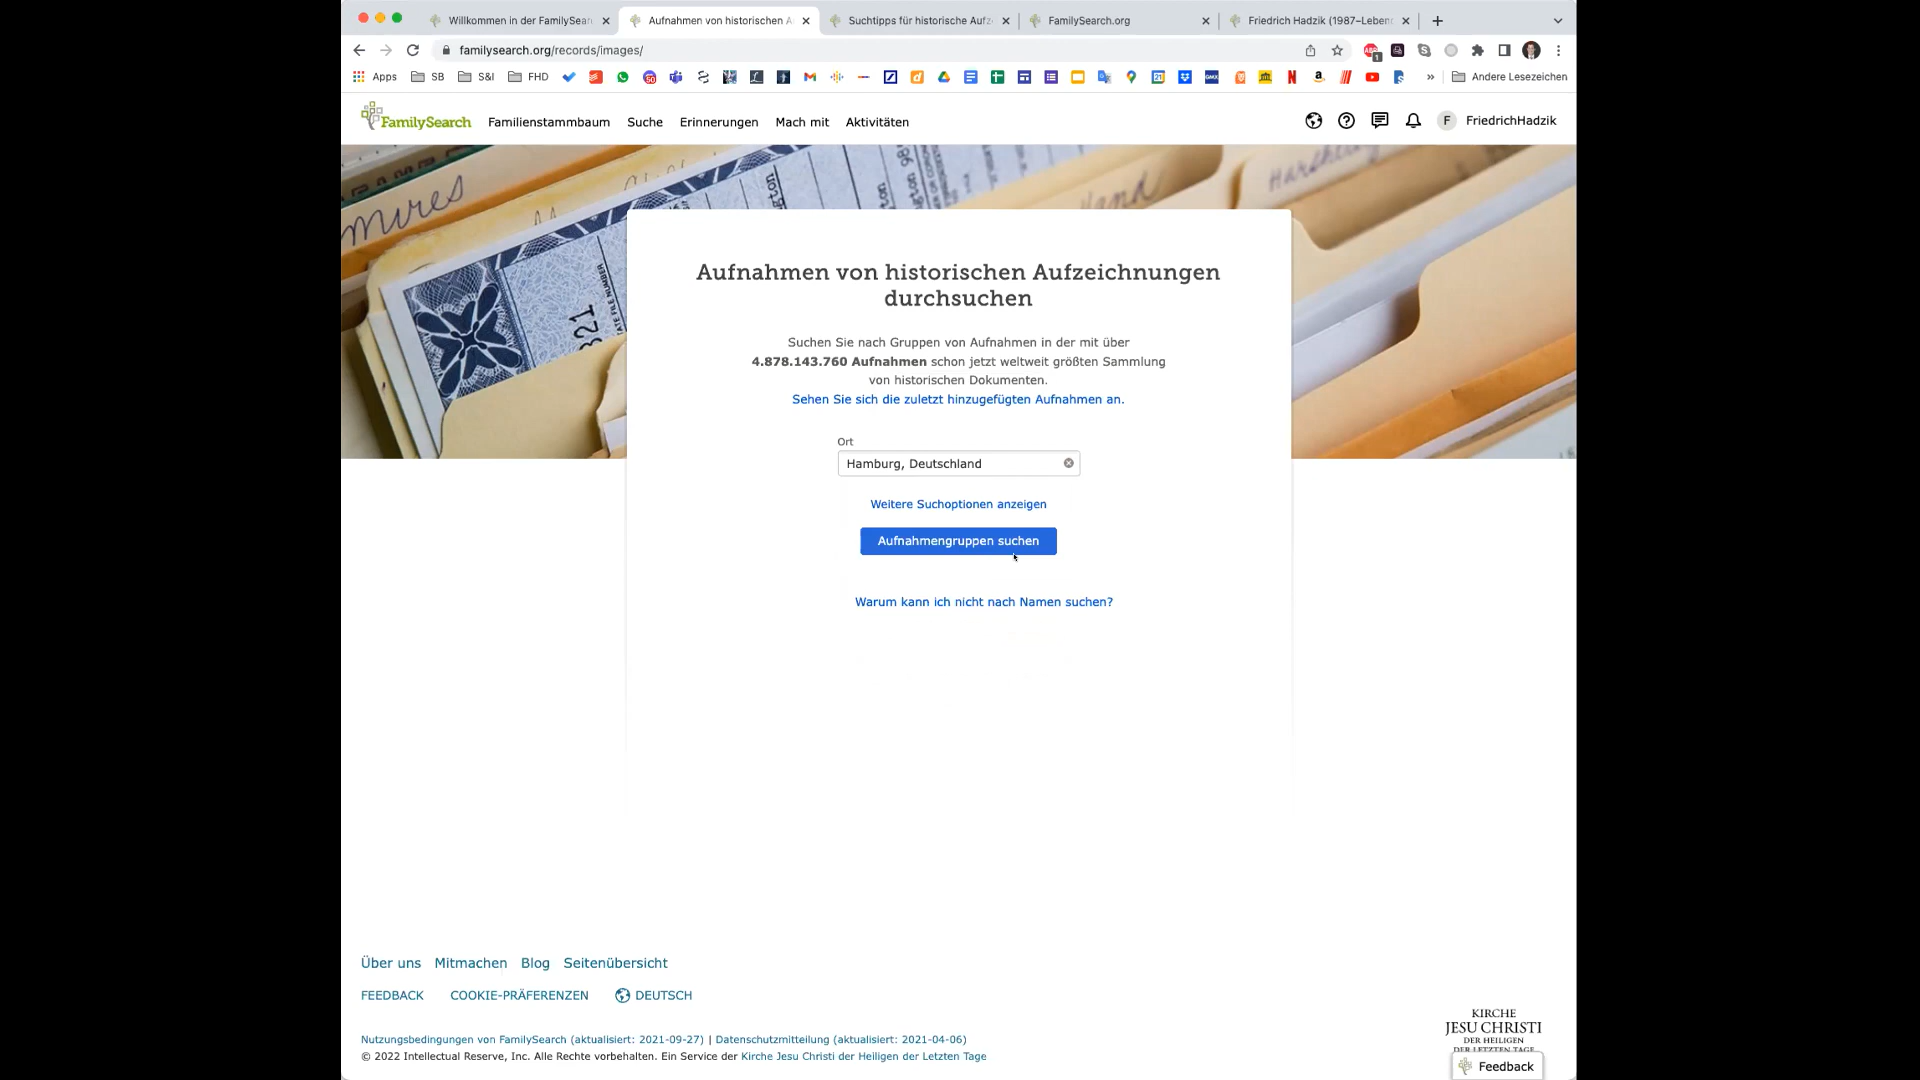 Willkommen in der FamilySear
Aufnahmen von historischen A
Suchtipps für historische Aufz
FamilySearch.org
Friedrich Hadzik (1987–Leben
familysearch.org/records/images/
Apps SB S&I FHD Andere Lesezeichen
FamilySearch Familienstammbaum Suche Erinnerungen Mach mit Aktivitäten F FriedrichHadzik
Aufnahmen von historischen Aufzeichnungen
durchsuchen
Suchen Sie nach Gruppen von Aufnahmen in der mit über
4.878.143.760 Aufnahmen schon jetzt weltweit größten Sammlung
von historischen Dokumenten.
Sehen Sie sich die zuletzt hinzugefügten Aufnahmen an.
Ort
Hamburg, Deutschland
Weitere Suchoptionen anzeigen
Aufnahmengruppen suchen
Warum kann ich nicht nach Namen suchen?
Über uns Mitmachen Blog Seitenübersicht
FEEDBACK COOKIE-PRÄFERENZEN DEUTSCH
Nutzungsbedingungen von FamilySearch (aktualisiert: 2021-09-27) | Datenschutzmitteilung (aktualisiert: 2021-04-06)
© 2022 Intellectual Reserve, Inc. Alle Rechte vorbehalten. Ein Service der Kirche Jesu Christi der Heiligen der Letzten Tage
KIRCHE
JESU CHRISTI
DER HEILIGEN
DER LETZTEN TAGE
Feedback